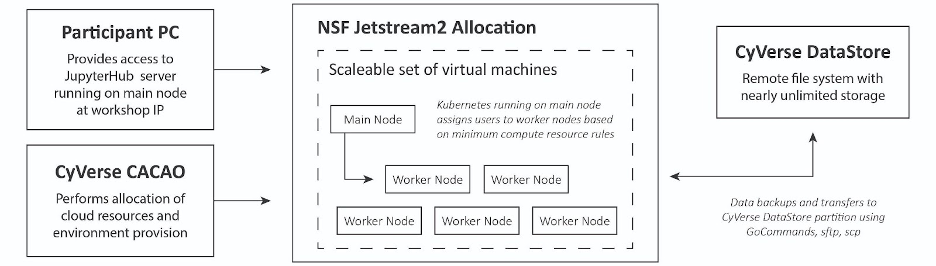 Participant PC
Provides access to
JupyterHub server
running on main node
at workshop IP
CyVerse CACAO
Performs allocation of
cloud resources and
environment provision
NSF Jetstream2 Allocation
Scaleable set of virtual machines
Main Node
Kubernetes running on main node
assigns users to worker nodes based
on minimum compute resource rules
Worker Node
Worker Node
Worker Node
Worker Node
Worker Node
CyVerse DataStore
Remote file system with
nearly unlimited storage
Data backups and transfers to
CyVerse DataStore partition using
GoCommands, sftp, scp